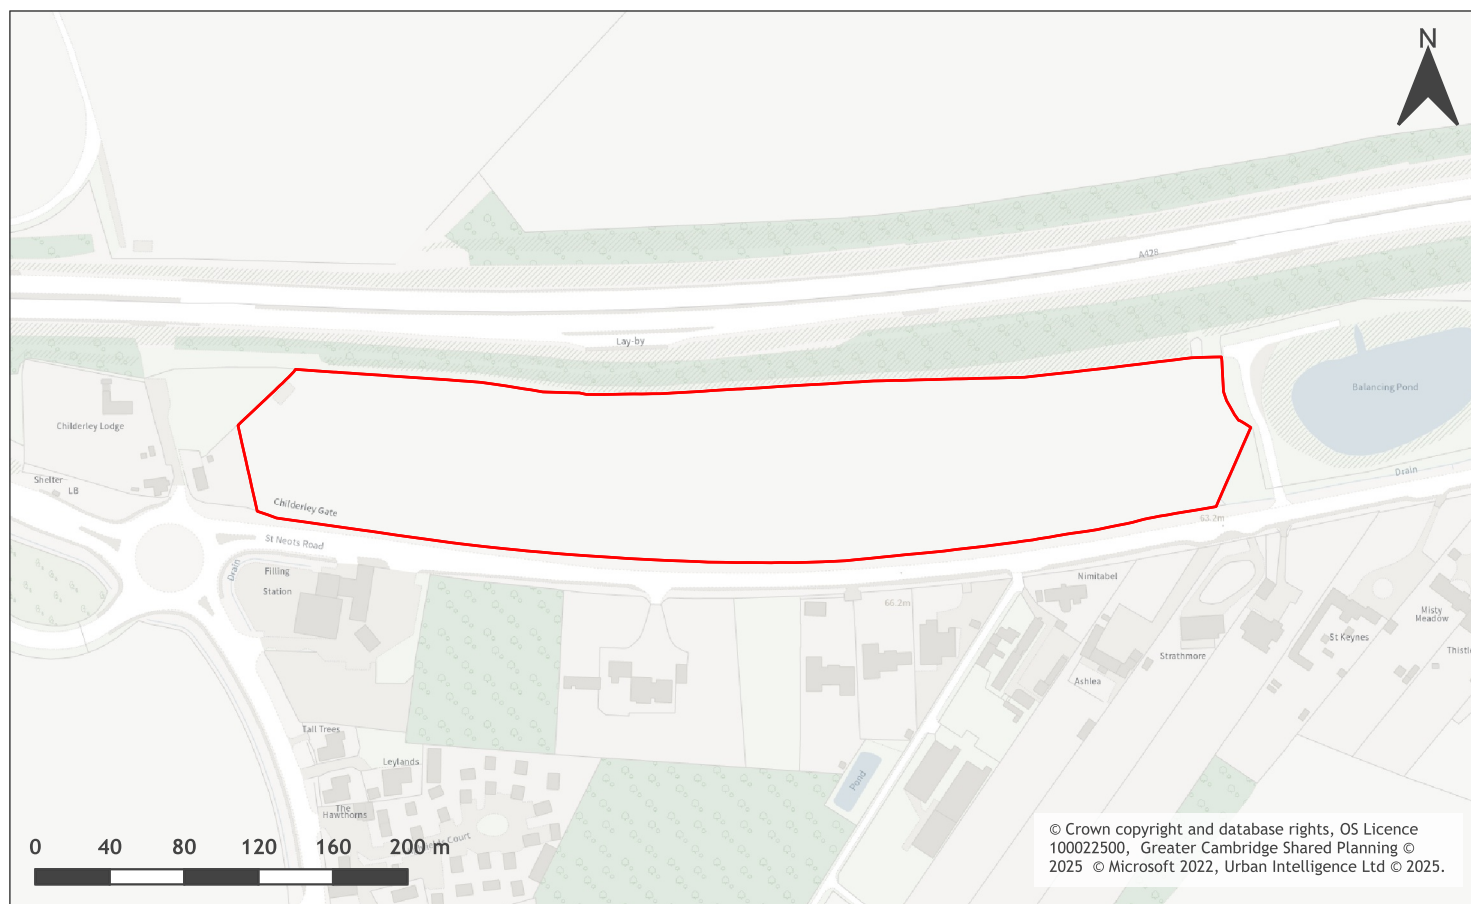 N
A428
Lay-by
Balancing Pond
Childerley Lodge
Drain
Shelter
LB
Childerley Gate
63.2m
St Neots Road
Drain
Filling
Station
Nimitabel
66.2m
Misty
Meadow
St Keynes
Thistle
Strathmore
Ashlea
Tall Trees
Leylands
Pond
The
Hawthorns
Court
0 40 80 120 160 200 m
© Crown copyright and database rights, OS Licence
100022500, Greater Cambridge Shared Planning ©
2025 © Microsoft 2022, Urban Intelligence Ltd © 2025.